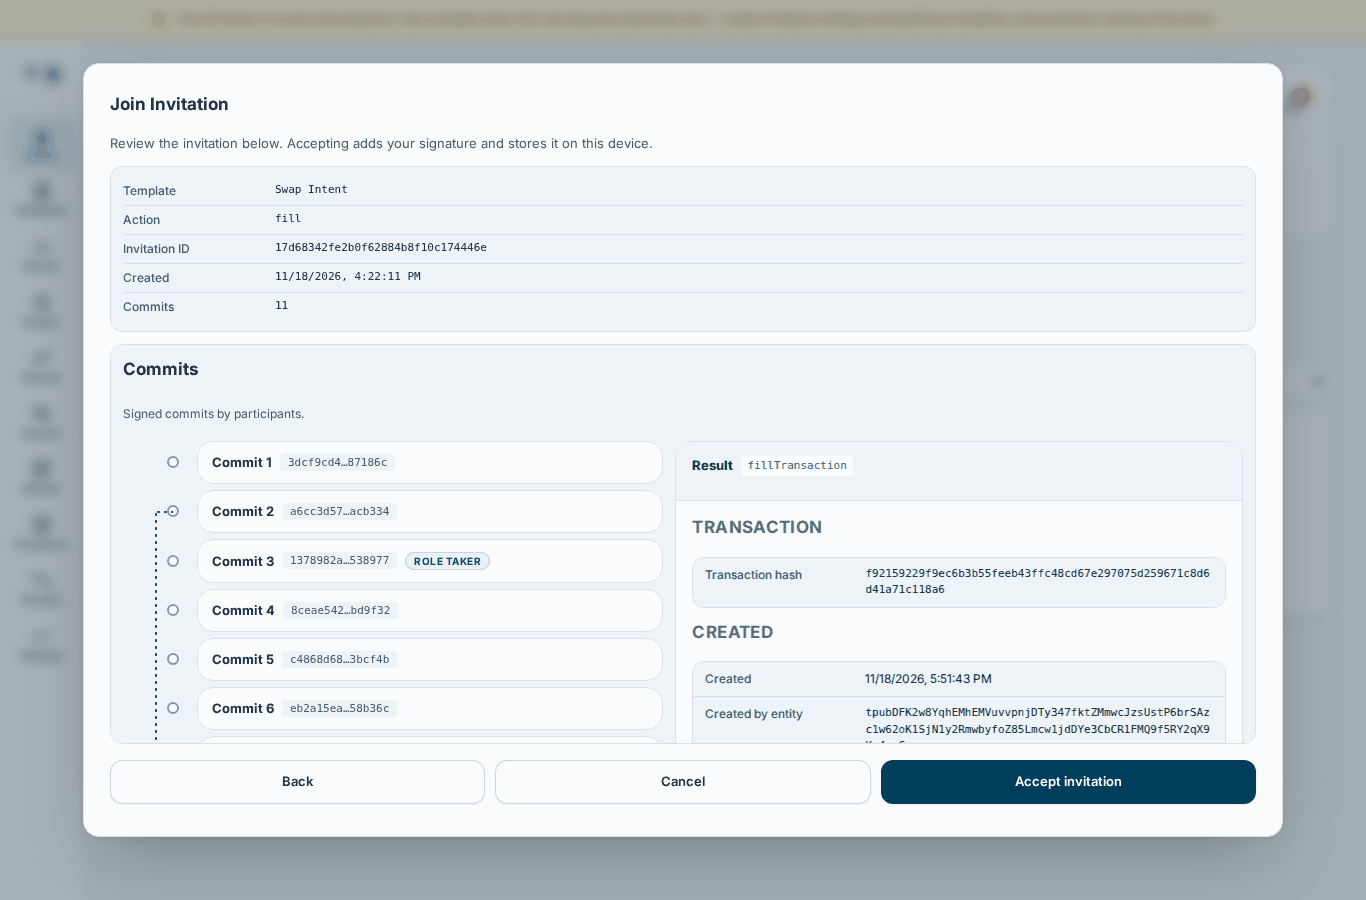 Join Invitation
Review the invitation below. Accepting adds your signature and stores it on this device.
Template Swap Intent
Action fill
Invitation ID 17d68342fe2b0f62884b8f10c174446e
Created 11/18/2026, 4:22:11 PM
Commits 11
Commits
Signed commits by participants.
Commit 1 3dcf9cd4…87186c
Commit 2 a6cc3d57…acb334
Commit 3 1378982a…538977 ROLE TAKER
Commit 4 8ceae542…bd9f32
Commit 5 c4868d68…3bcf4b
Commit 6 eb2a15ea…58b36c
Result fillTransaction
TRANSACTION
Transaction hash f92159229f9ec6b3b55feeb43ffc48cd67e297075d259671c8d6
d41a71c118a6
CREATED
Created 11/18/2026, 5:51:43 PM
Created by entity tpubDFK2w8YqhEMhEMVuvvpnjDTy347fktZMmwcJzsUstP6brSAz
c1w62oK1SjN1y2RmwbyfoZ85Lmcw1jdDYe3CbCR1FMQ9f5RY2qX9
Back
Cancel
Accept invitation